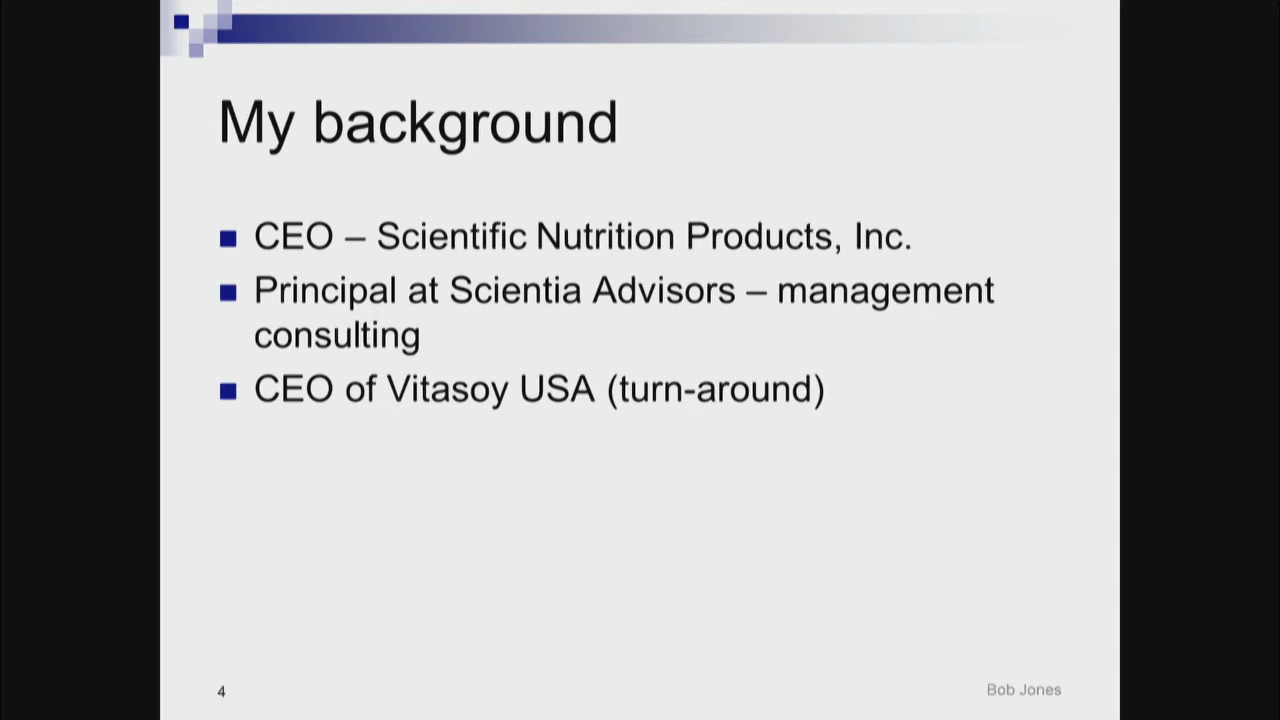 My background
CEO – Scientific Nutrition Products, Inc.
Principal at Scientia Advisors – management
consulting
CEO of Vitasoy USA (turn-around)
4
Bob Jones